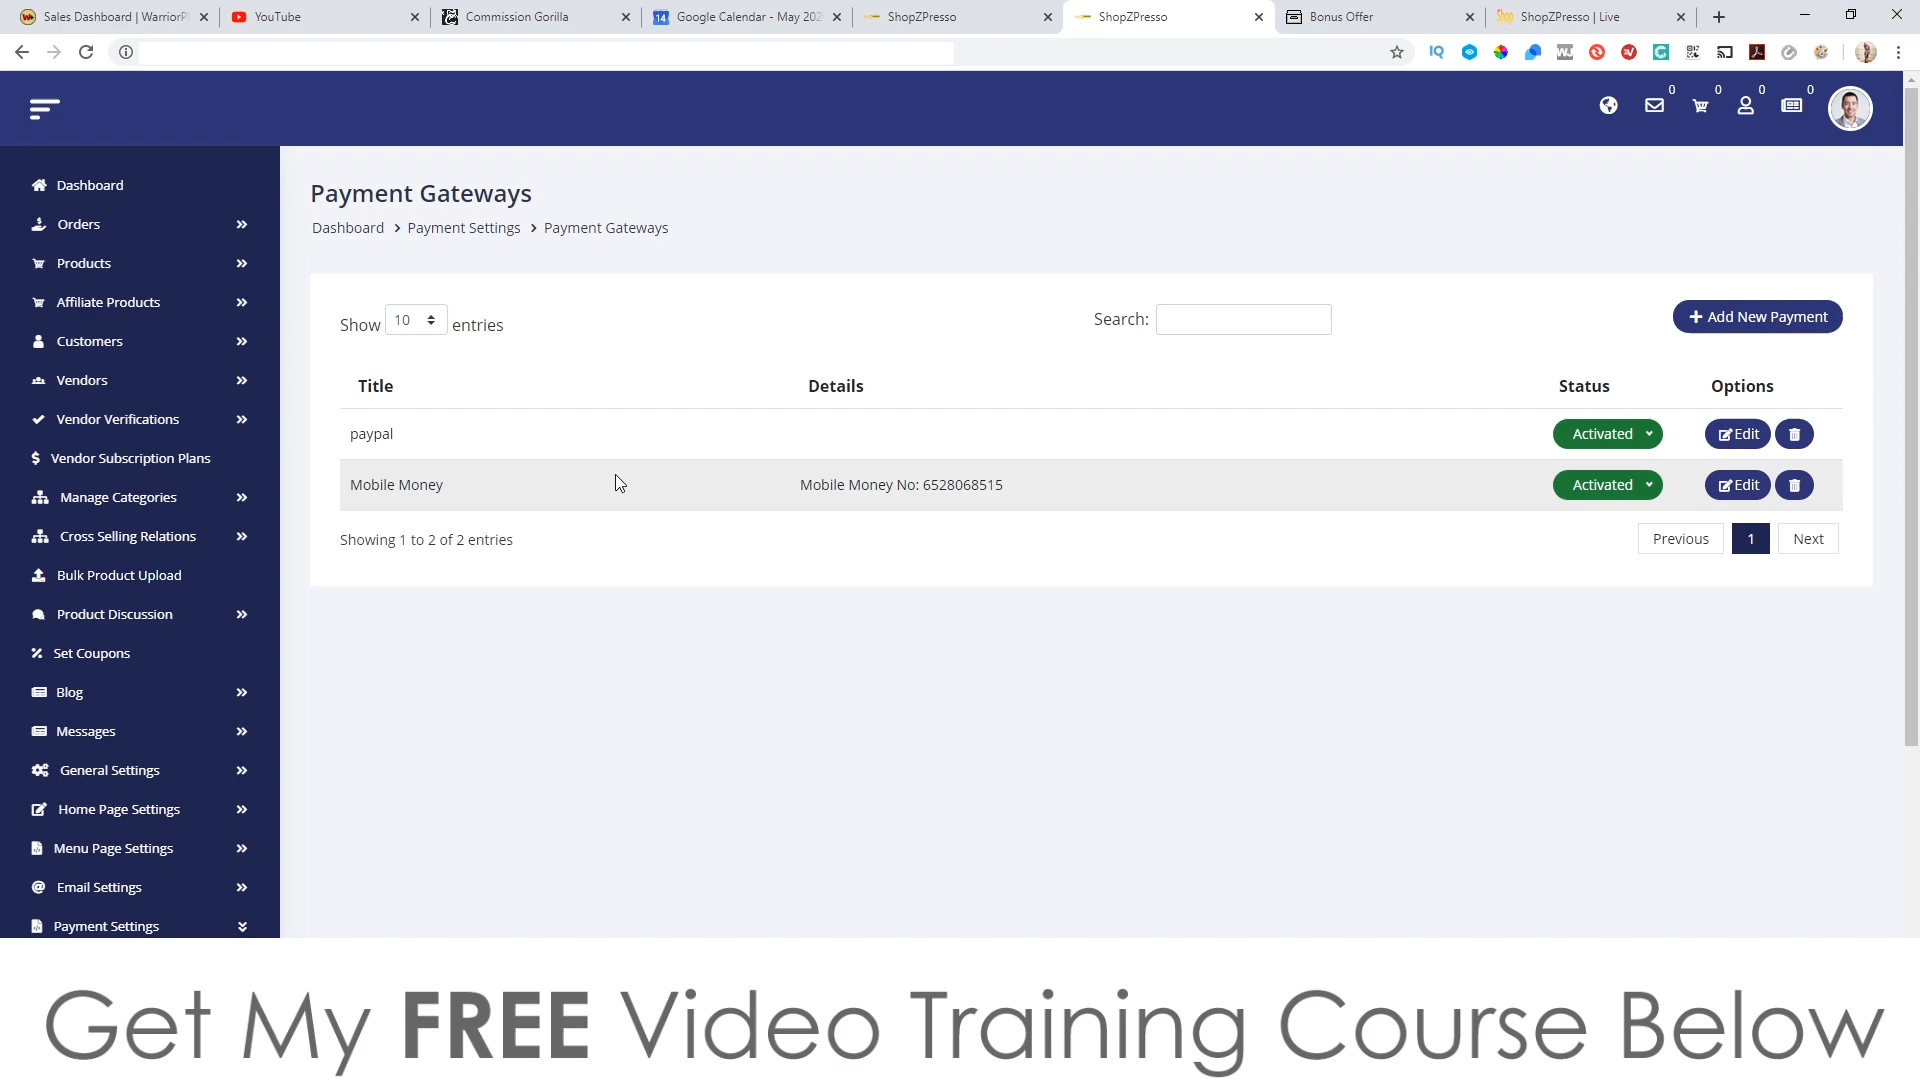 Sales Dashboard | WarriorP
YouTube
Commission Gorilla
Google Calendar - May 202
ShopZPresso
ShopZPresso
Bonus Offer
ShopZPresso | Live
0
0
0
0
Dashboard
Orders
Products
Affiliate Products
Customers
Vendors
Vendor Verifications
Vendor Subscription Plans
Manage Categories
Cross Selling Relations
Bulk Product Upload
Product Discussion
Set Coupons
Blog
Messages
General Settings
Home Page Settings
Menu Page Settings
Email Settings
Payment Settings
Payment Gateways
Dashboard > Payment Settings > Payment Gateways
Show 10 entries
Search:
+ Add New Payment
Title Details Status Options
paypal Activated Edit
Mobile Money Mobile Money No: 6528068515 Activated Edit
Showing 1 to 2 of 2 entries
Previous 1 Next
Get My FREE Video Training Course Below